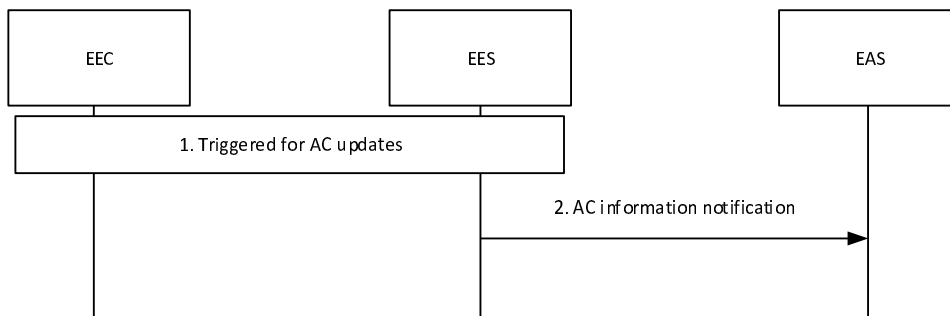 EEC
EES
EAS
1. Triggered for AC updates
2. AC information notification